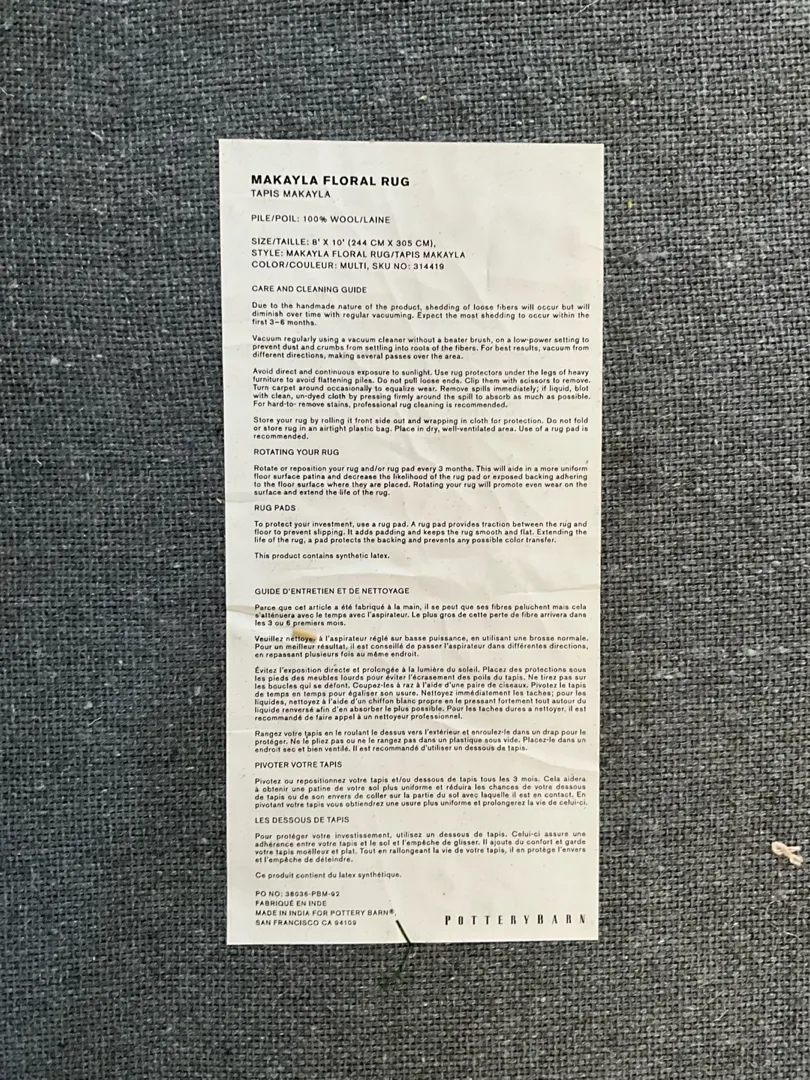 MAKAYLA FLORAL RUG
TAPIS MAKAYLA
PILE/POIL: 100% WOOL/LAINE
SIZE/TAILLE: 8' X 10' (244 CM X 305 CM),
STYLE: MAKAYLA FLORAL RUG/TAPIS MAKAYLA
COLOR/COULEUR: MULTI, SKU NO: 314419
CARE AND CLEANING GUIDE
Due to the handmade nature of the product, shedding of loose fibers will occur but will
diminish over time with regular vacuuming. Expect the most shedding to occur within the
first 3-6 months.
Vacuum regularly using a vacuum cleaner without a beater brush, on a low-power setting to
prevent dust and crumbs from settling into roots of the fibers. For best results, vacuum from
different directions, making several passes over the area.
Avoid direct and continuous exposure to sunlight. Use rug protectors under the legs of heavy
furniture to avoid flattening piles. Do not pull loose ends. Clip them with scissors to remove.
Turn carpet around occasionally to equalize wear. Remove spills immediately; if liquid, blot
with clean, un-dyed cloth by pressing firmly around the spill to absorb as much as possible.
For hard-to- remove stains, professional rug cleaning is recommended.
Store your rug by rolling it front side out and wrapping in cloth for protection. Do not fold
or store rug in an airtight plastic bag. Place in dry, well-ventilated area. Use of a rug pad is
recommended.
ROTATING YOUR RUG
Rotate or reposition your rug and/or rug pad every 3 months. This will aide in a more uniform
floor surface patina and decrease the likelihood of the rug pad or exposed backing adhering
to the floor surface where they are placed. Rotating your rug will promote even wear on the
surface and extend the life of the rug.
RUG PADS
To protect your investment, use a rug pad. A rug pad provides traction between the rug and
floor to prevent slipping. It adds padding and keeps the rug smooth and flat. Extending the
life of the rug, a pad protects the backing and prevents any possible color transfer.
This product contains synthetic latex.
GUIDE D'ENTRETIEN ET DE NETTOYAGE
Parce que cet article a été fabriqué à la main, il se peut que ses fibres peluchent mais cela
s'atténuera avec le temps avec l'aspirateur. Le plus gros de cette perte de fibre arrivera dans
les 3 ou 6 premiers mois.
Veuillez nettoyer à l'aspirateur réglé sur basse puissance, en utilisant une brosse normale.
Pour un meilleur résultat, il est conseillé de passer l'aspirateur dans différentes directions,
en repassant plusieurs fois au même endroit.
Évitez l'exposition directe et prolongée à la lumière du soleil. Placez des protections sous
les pieds des meubles lourds pour éviter l'écrasement des poils du tapis. Ne tirez pas sur
les boucles qui se défont. Coupez-les à raz à l'aide d'une paire de ciseaux. Pivotez le tapis
de temps en temps pour égaliser son usure. Nettoyez immédiatement les taches; pour les
liquides, nettoyez à l'aide d'un chiffon blanc propre en le pressant fortement tout autour du
liquide renversé afin d'en absorber le plus possible. Pour les taches dures a nettoyer, il est
recommandé de faire appel à un nettoyeur professionnel.
Rangez votre tapis en le roulant le dessus vers l'extérieur et enroulez-le dans un drap pour le
protéger. Ne le pliez pas ou ne le rangez pas dans un plastique sous vide. Placez-le dans un
endroit sec et bien ventilé. Il est recommandé d'utiliser un dessous de tapis.
PIVOTER VOTRE TAPIS
Pivotez ou repositionnez votre tapis et/ou dessous de tapis tous les 3 mois. Cela aidera
à obtenir une patine de votre sol plus uniforme et réduira les chances de votre dessous
de tapis ou de son envers de coller sur la partie du sol avec laquelle il est en contact. En
pivotant votre tapis vous obtiendrez une usure plus uniforme et prolongerez la vie de celui-ci.
LES DESSOUS DE TAPIS
Pour protéger votre investissement, utilisez un dessous de tapis. Celui-ci assure une
adhérence entre votre tapis et le sol et l'empêche de glisser. Il ajoute du confort et garde
votre tapis moëlleux et plat. Tout en rallongeant la vie de votre tapis, il en protège l'envers
et l'empêche de déteindre.
Ce produit contient du latex synthétique.
PO NO: 36036-PBM-92
FABRIQUÉ EN INDE
MADE IN INDIA FOR POTTERY BARN®,
SAN FRANCISCO CA 94109
POTTERYBARN